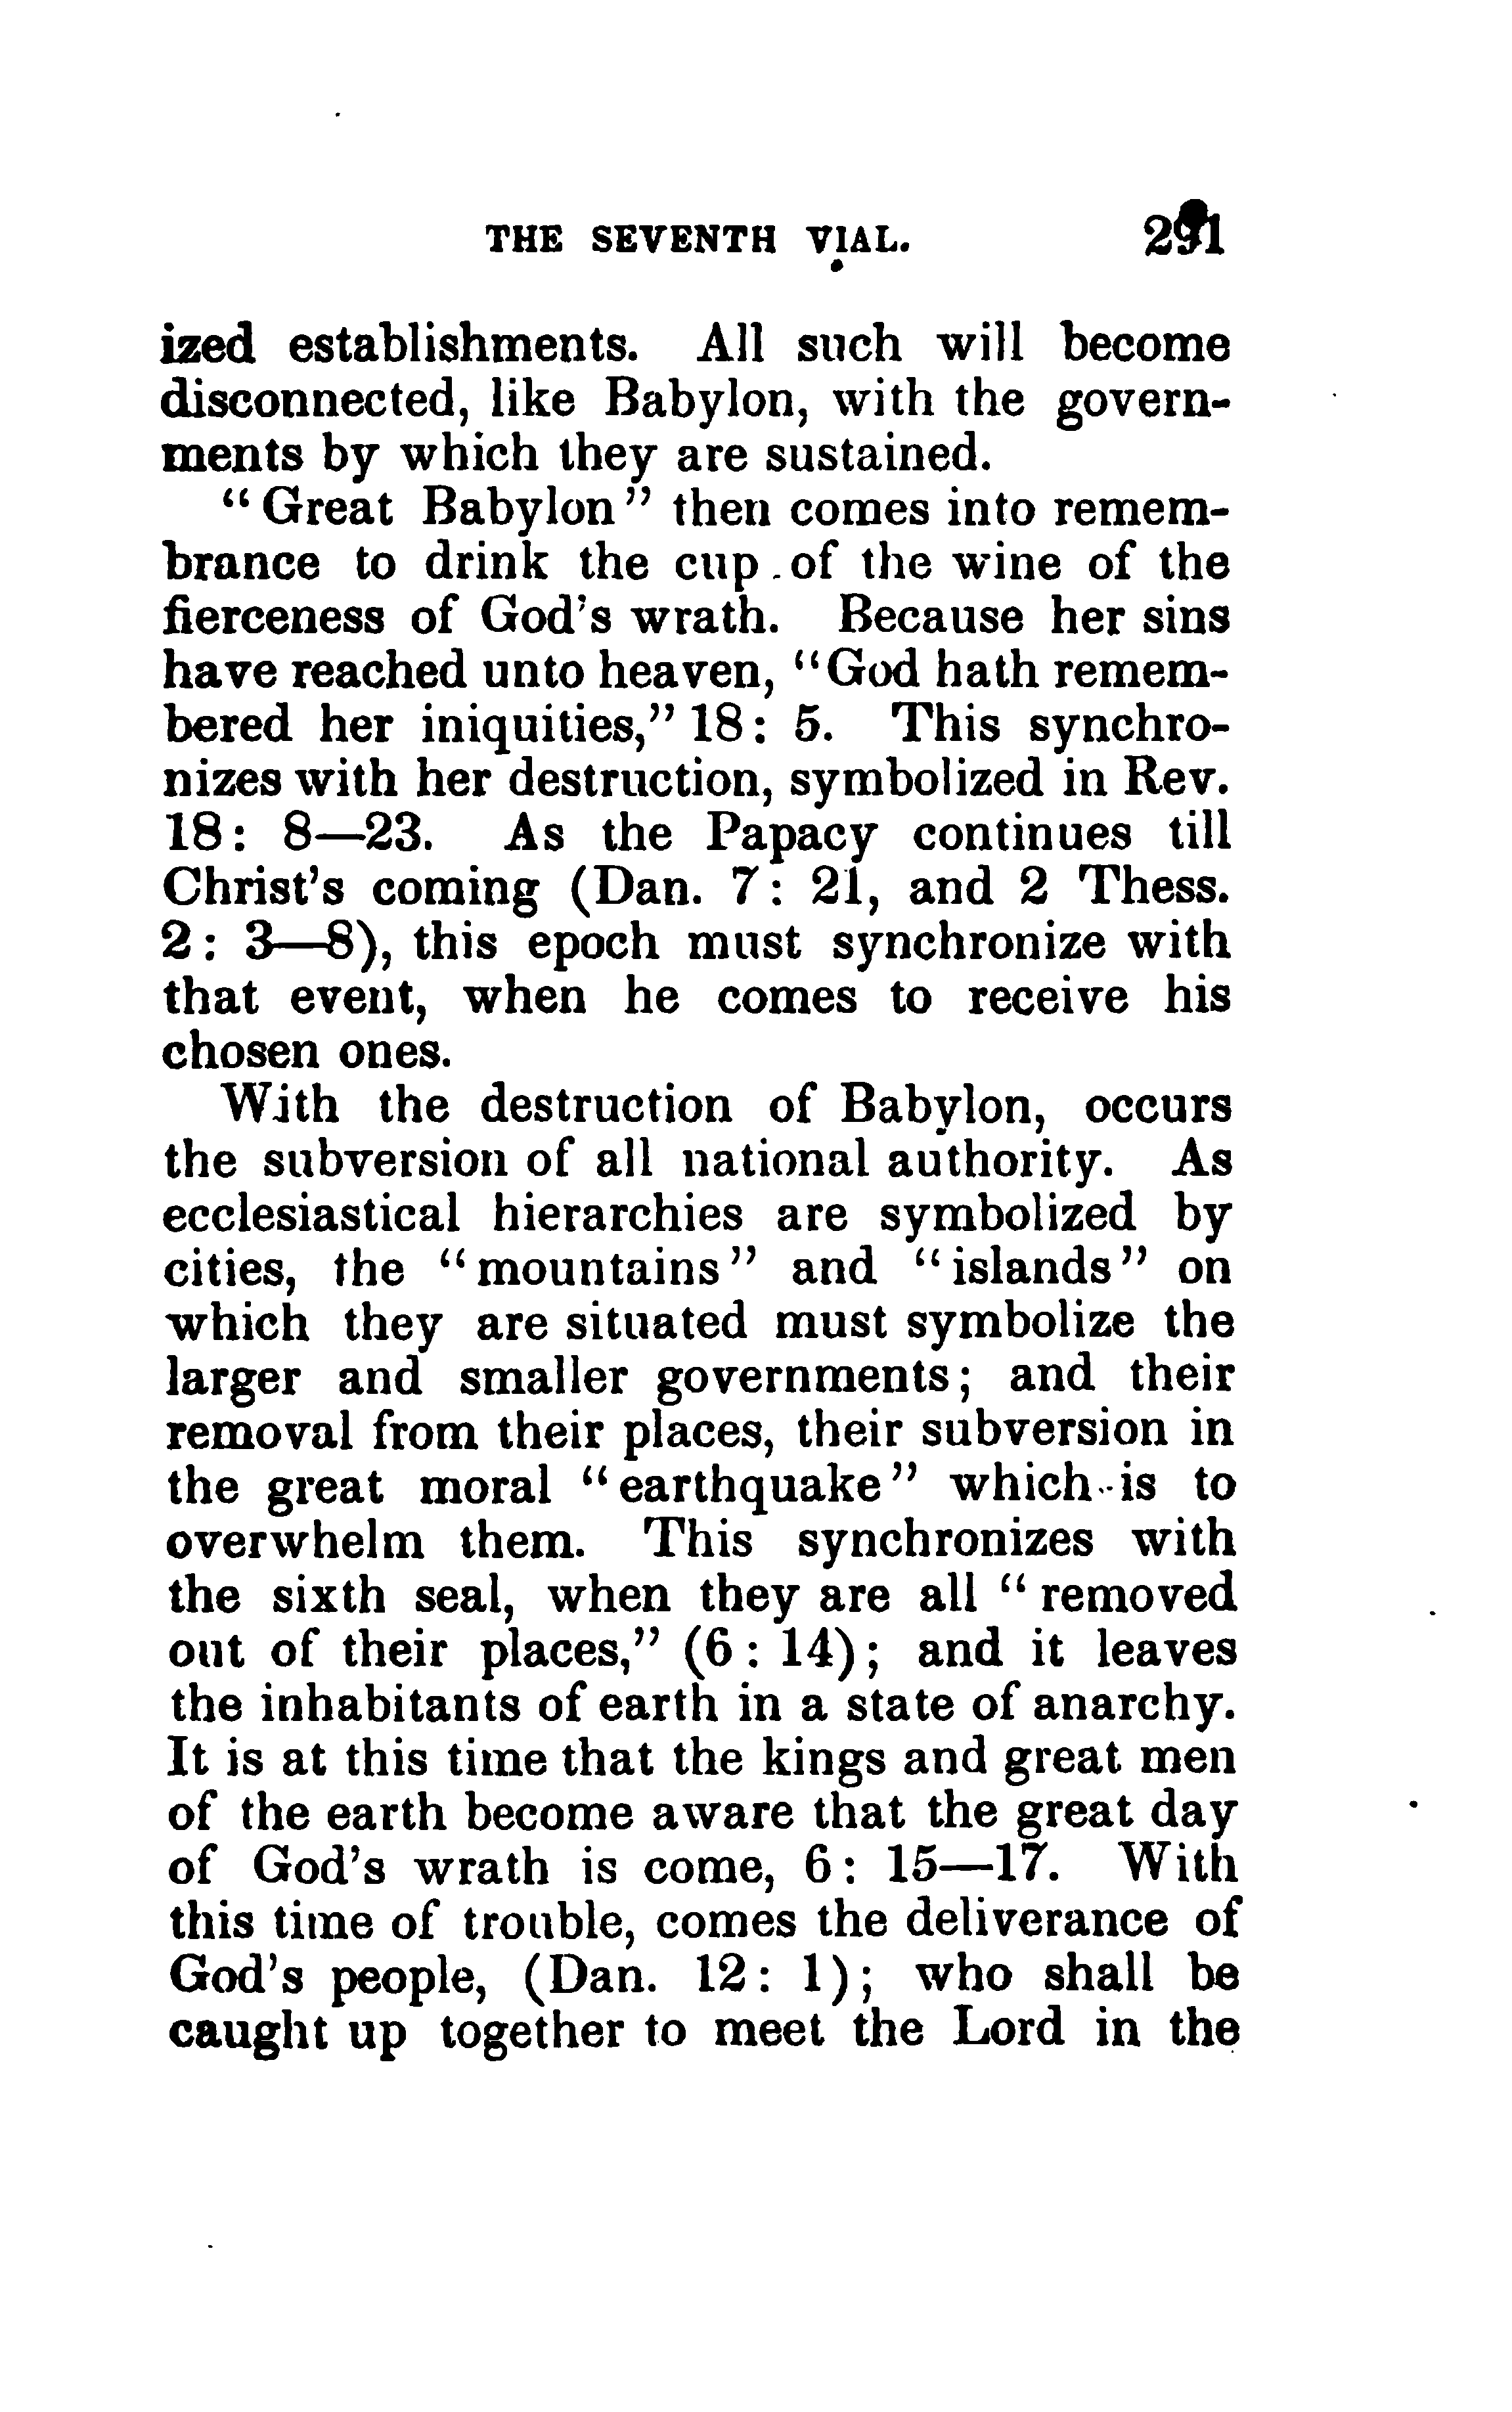 THE SEVENTH VIAL. 291
ized establishments. All such will become
disconnected, like Babylon, with the govern-
ments by which they are sustained.
“Great Babylon” then comes into remem-
brance to drink the cup of the wine of the
fierceness of God's wrath. Because her sins
have reached unto heaven, “God hath remem-
bered her iniquities,” 18: 5. This synchro-
nizes with her destruction, symbolized in Rev.
18: 8—23. As the Papacy continues till
Christ's coming (Dan. 7: 21, and 2 Thess.
2: 3—8), this epoch must synchronize with
that event, when he comes to receive his
chosen ones.
With the destruction of Babylon, occurs
the subversion of all national authority. As
ecclesiastical hierarchies are symbolized by
cities, the “mountains” and “islands” on
which they are situated must symbolize the
larger and smaller governments; and their
removal from their places, their subversion in
the great moral “earthquake” which is to
overwhelm them. This synchronizes with
the sixth seal, when they are all “removed
out of their places,” (6: 14); and it leaves
the inhabitants of earth in a state of anarchy.
It is at this time that the kings and great men
of the earth become aware that the great day
of God's wrath is come, 6: 15—17. With
this time of trouble, comes the deliverance of
God's people, (Dan. 12: 1); who shall be
caught up together to meet the Lord in the